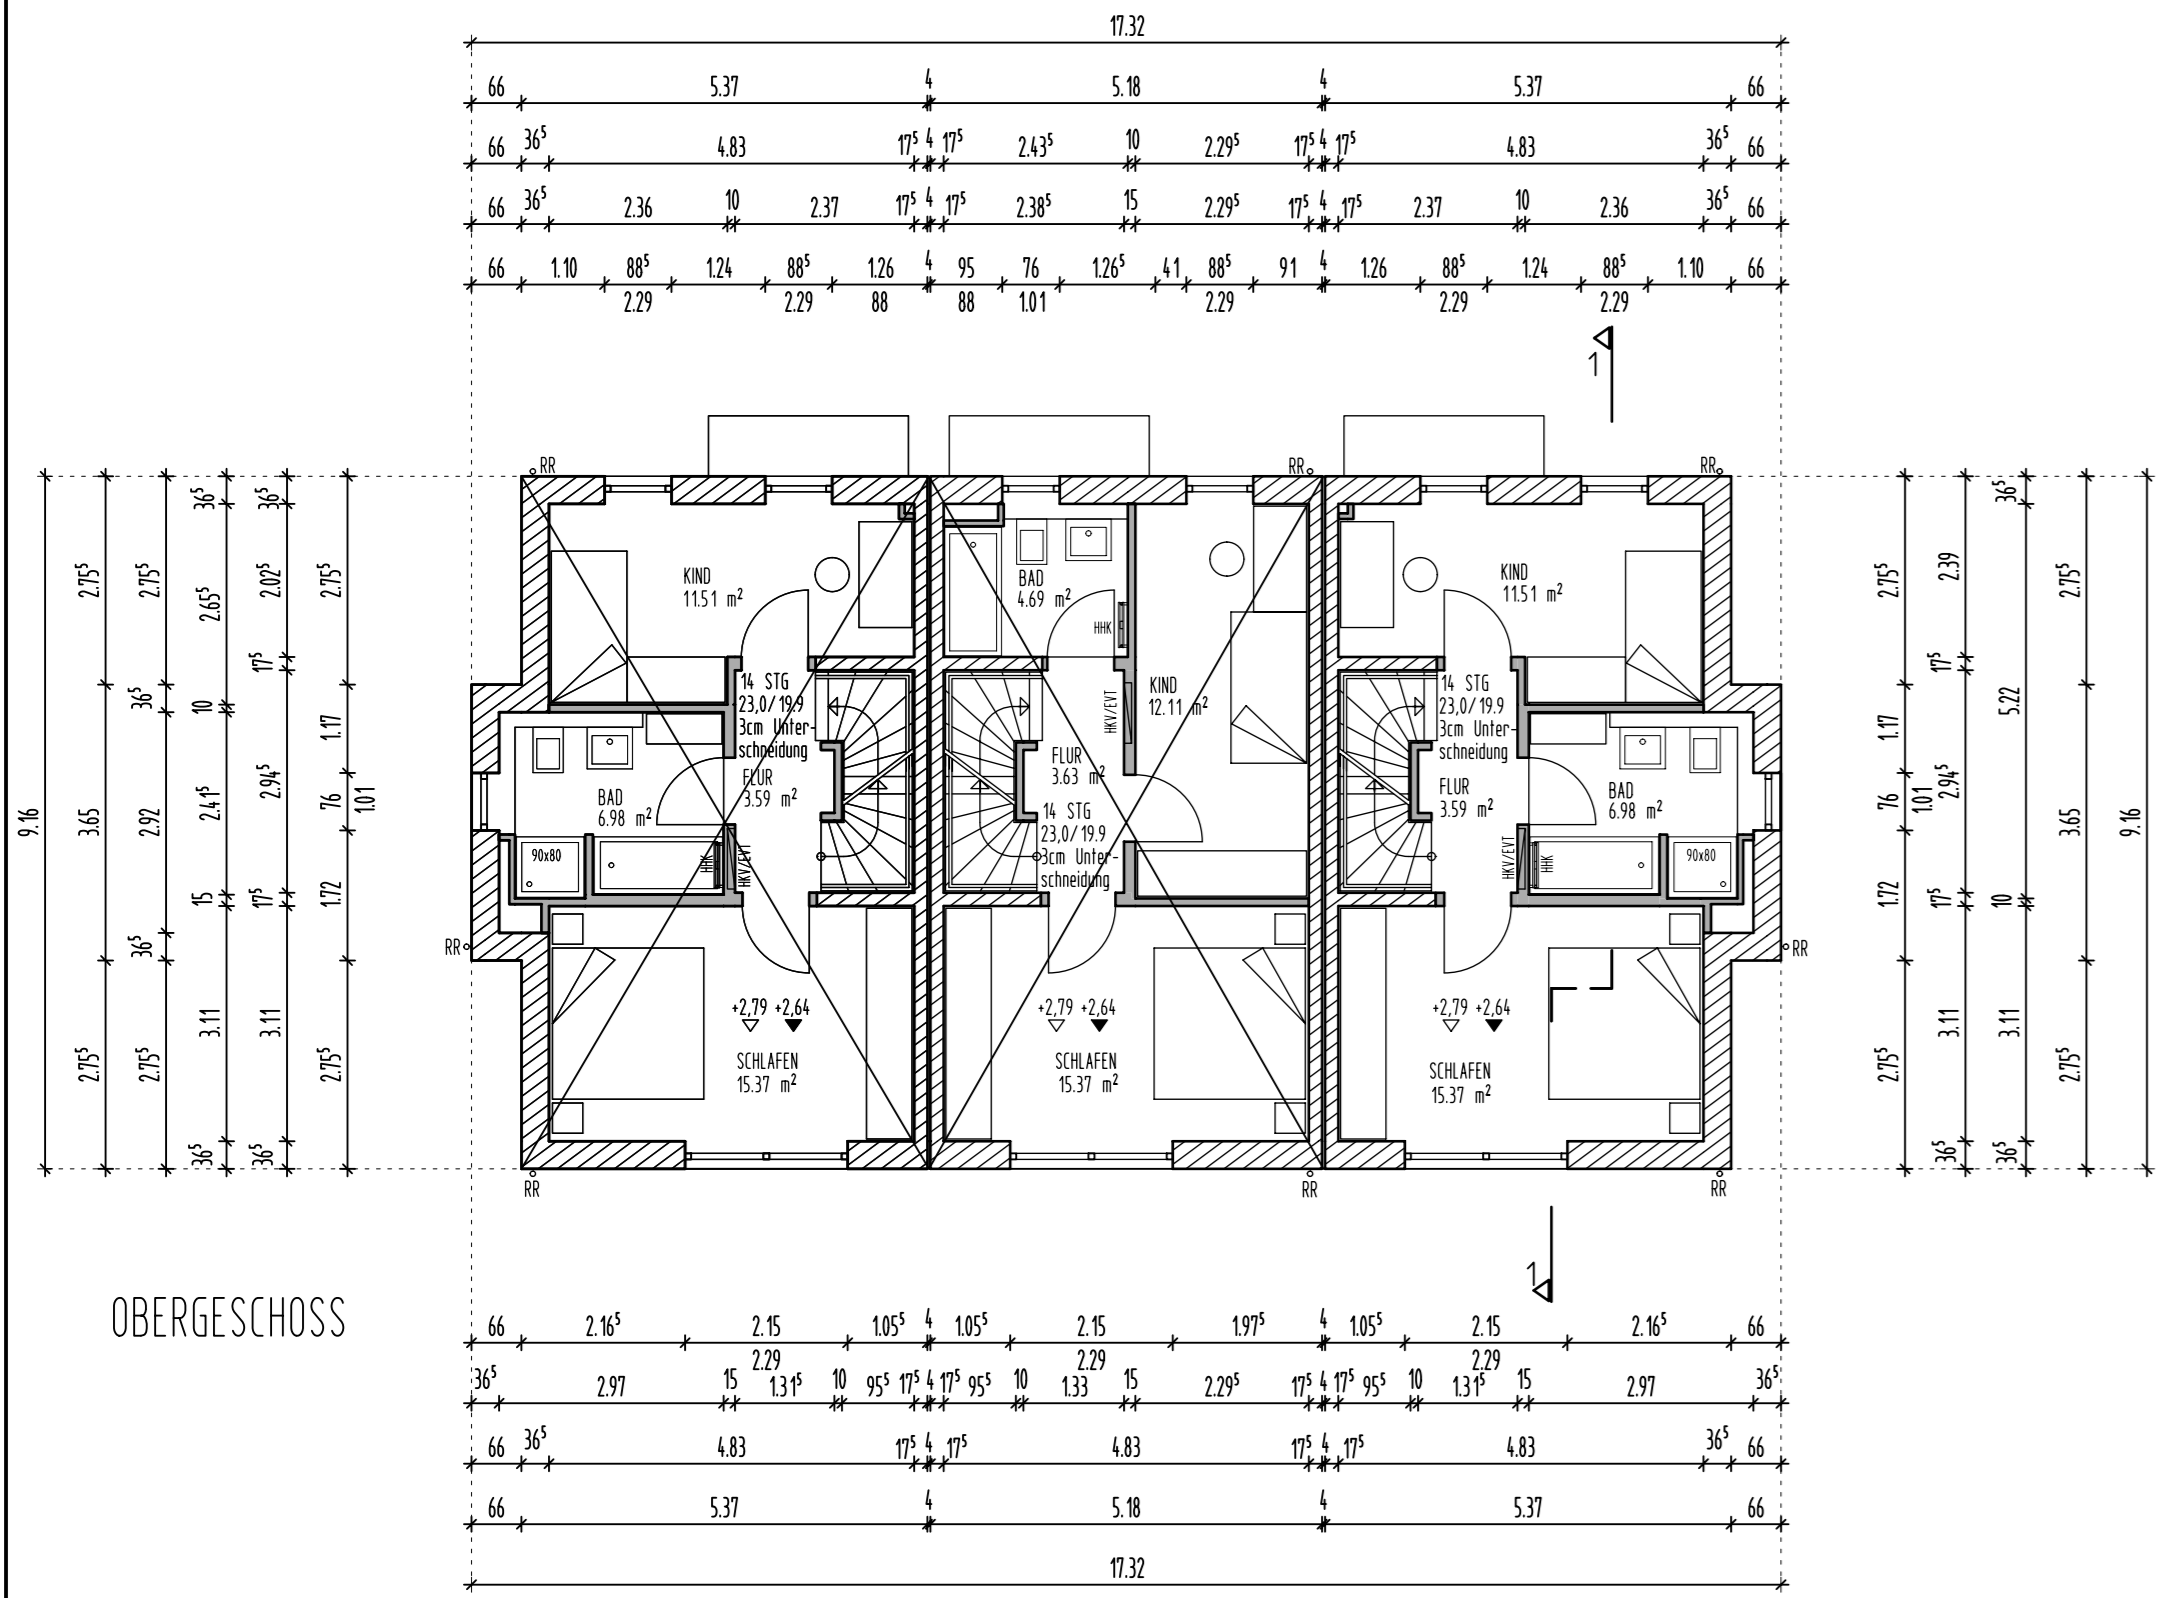 17.32
66 5.37 4 5.18 4 5.37 66
66 36⁵ 4.83 17⁵ 4 17⁵ 2.43⁵ 10 2.29⁵ 17⁵ 4 17⁵ 4.83 36⁵ 66
66 36⁵ 2.36 10 2.37 17⁵ 4 17⁵ 2.38⁵ 15 2.29⁵ 17⁵ 4 17⁵ 2.37 10 2.36 36⁵ 66
66 1.10 88⁵ 1.24 88⁵ 1.26 4 95 76 1.26⁵ 41 88⁵ 91 4 1.26 88⁵ 1.24 88⁵ 1.10 66
2.29 2.29 88 88 1.01 2.29 2.29 2.29
1
9.16
2.75⁵ 3.65 2.75⁵
2.75⁵ 36⁵ 2.92 36⁵ 2.75⁵
36⁵ 2.65⁵ 10 2.41⁵ 15 3.11 36⁵
36⁵ 2.02⁵ 17⁵ 2.94⁵ 17⁵ 3.11 36⁵
2.75⁵ 1.17 76 1.72 2.75⁵
1.01
RR
RR
RR
KIND
11.51 m²
14 STG
23,0/19.9
3cm Unter-
schneidung
FLUR
3.59 m²
BAD
6.98 m²
90x80
HHK
HKV/EVT
RR
+2,79 +2,64
SCHLAFEN
15.37 m²
RR
BAD
4.69 m²
HHK
KIND
12.11 m²
HKV/EVT
FLUR
3.63 m²
14 STG
23,0/19.9
3cm Unter-
schneidung
+2,79 +2,64
SCHLAFEN
15.37 m²
RR
KIND
11.51 m²
14 STG
23,0/19.9
3cm Unter-
schneidung
FLUR
3.59 m²
BAD
6.98 m²
HKV/EVT
HHK
90x80
RR
+2,79 +2,64
SCHLAFEN
15.37 m²
RR
2.75⁵ 1.17 76 1.72 2.75⁵
1.01
2.39 17⁵ 2.94⁵ 17⁵ 3.11 36⁵
36⁵ 5.22 10 3.11 36⁵
2.75⁵ 3.65 2.75⁵
9.16
1
OBERGESCHOSS
66 2.16⁵ 2.15 1.05⁵ 4 1.05⁵ 2.15 1.97⁵ 4 1.05⁵ 2.15 2.16⁵ 66
2.29 2.29 2.29
36⁵ 2.97 15 1.31⁵ 10 95⁵ 17⁵ 4 17⁵ 95⁵ 10 1.33 15 2.29⁵ 17⁵ 4 17⁵ 95⁵ 10 1.31⁵ 15 2.97 36⁵
66 36⁵ 4.83 17⁵ 4 17⁵ 4.83 17⁵ 4 17⁵ 4.83 36⁵ 66
66 5.37 4 5.18 4 5.37 66
17.32